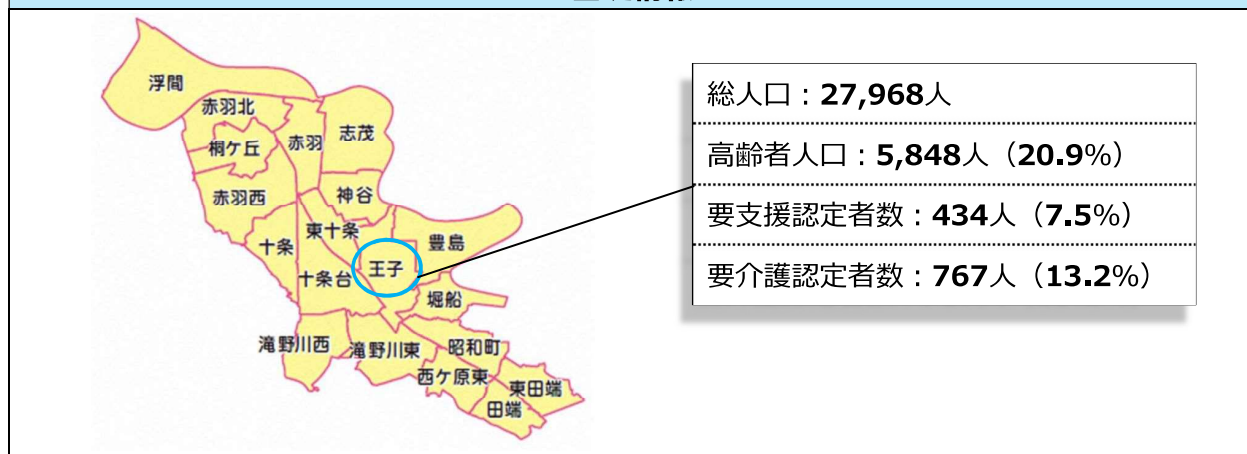 浮間
赤羽北
桐ケ丘
赤羽
志茂
赤羽西
神谷
十条
東十条
豊島
王子
十条台
堀船
滝野川西
滝野川東
昭和町
西ケ原東
東田端
田端
総人口：27,968人
高齢者人口：5,848人（20.9%）
要支援認定者数：434人（7.5%）
要介護認定者数：767人（13.2%）